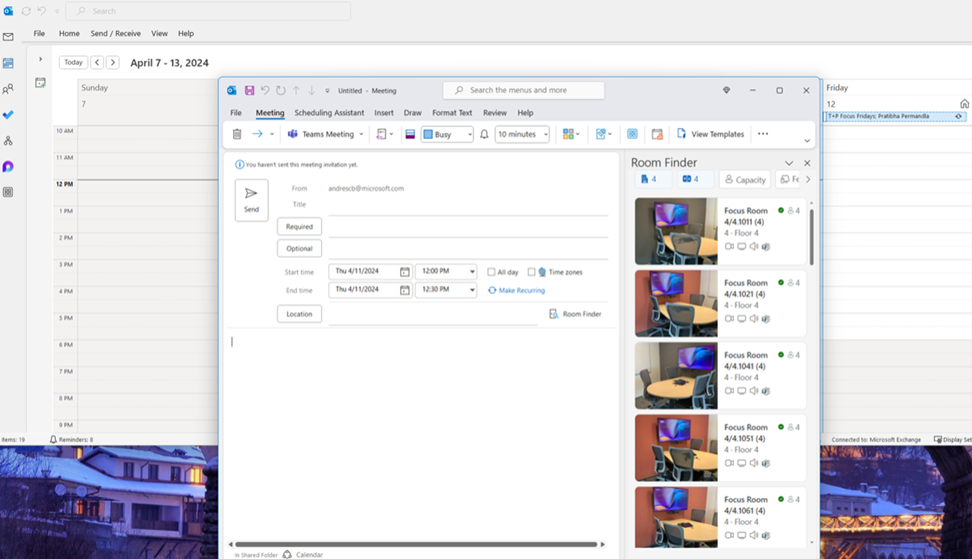 Search
File Home Send / Receive View Help
Today April 7 - 13, 2024
Sunday
7
10 AM
11 AM
12 PM
1 PM
2 PM
3 PM
4 PM
5 PM
6 PM
7 PM
8 PM
9 PM
Items: 19 Reminders: 8
Untitled - Meeting Search the menus and more
File Meeting Scheduling Assistant Insert Draw Format Text Review Help
Teams Meeting Busy 10 minutes View Templates
You haven't sent this meeting invitation yet.
Send
From andrescb@microsoft.com
Title
Required
Optional
Start time Thu 4/11/2024 12:00 PM All day Time zones
End time Thu 4/11/2024 12:30 PM Make Recurring
Location Room Finder
In Shared Folder Calendar
Room Finder
4 4 Capacity Fe
Focus Room 4
4/4.1011 (4)
4 - Floor 4
Focus Room 4
4/4.1021 (4)
4 - Floor 4
Focus Room 4
4/4.1041 (4)
4 - Floor 4
Focus Room 4
4/4.1051 (4)
4 - Floor 4
Focus Room 4
4/4.1061 (4)
4 - Floor 4
Friday
12
T+P Focus Fridays; Pratibha Permandla
Connected to: Microsoft Exchange Display Set